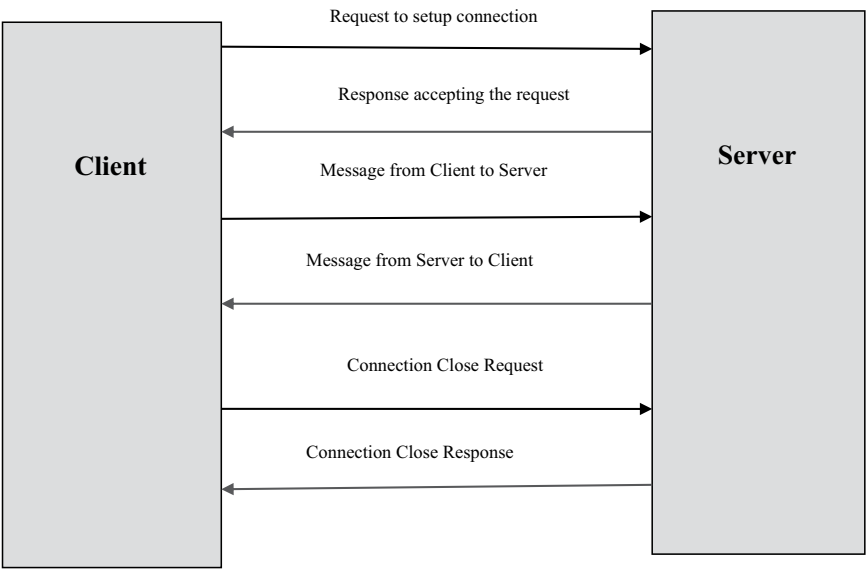 Request to setup connection
Response accepting the request
Client
Server
Message from Client to Server
Message from Server to Client
Connection Close Request
Connection Close Response